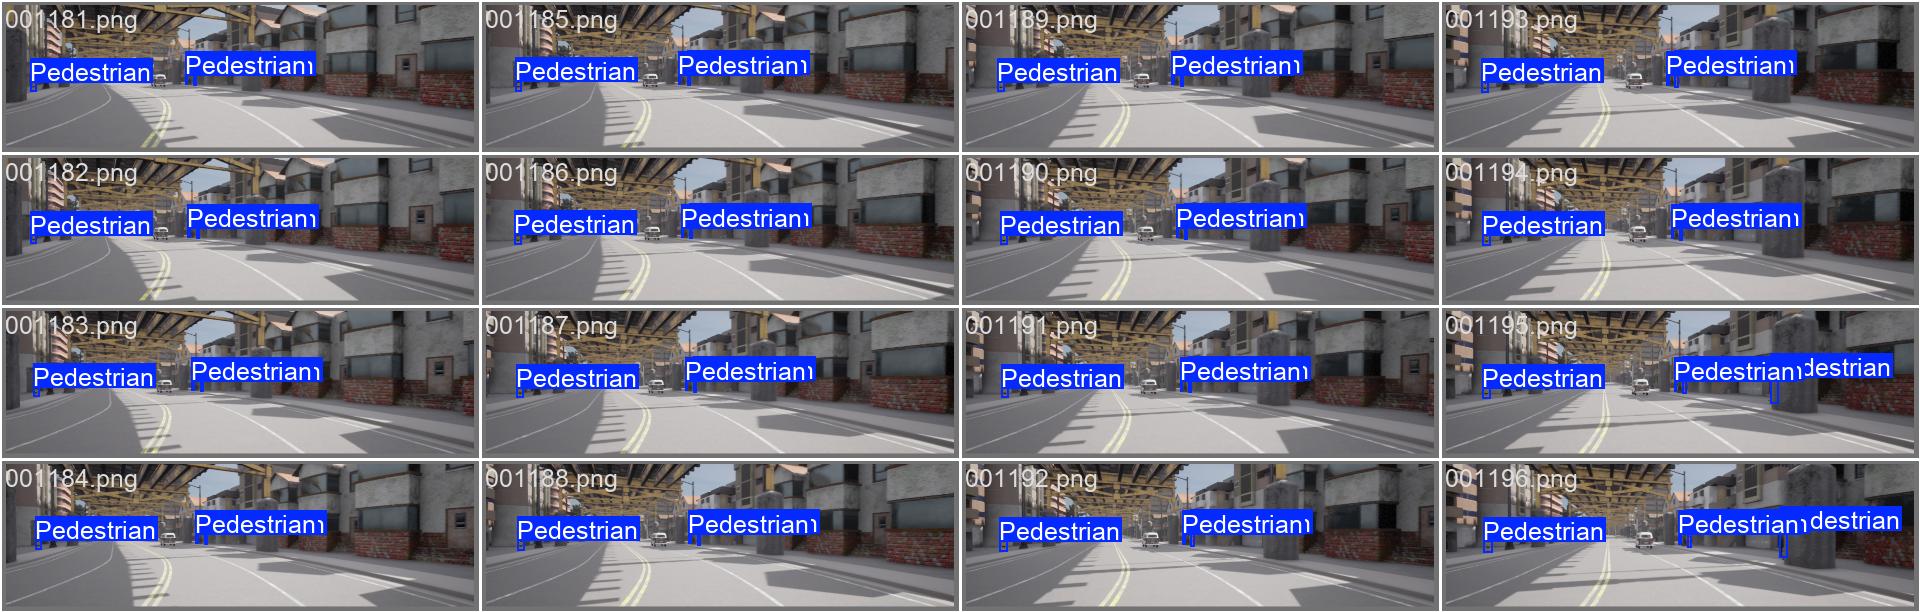 001181.png
Pedestrian Pedestrian
001185.png
Pedestrian Pedestrian
001189.png
Pedestrian Pedestrian
001193.png
Pedestrian Pedestrian
001182.png
Pedestrian Pedestrian
001186.png
Pedestrian Pedestrian
001190.png
Pedestrian Pedestrian
001194.png
Pedestrian Pedestrian
001183.png
Pedestrian Pedestrian
001187.png
Pedestrian Pedestrian
001191.png
Pedestrian Pedestrian
001195.png
Pedestrian Pedestrian destrian
001184.png
Pedestrian Pedestrian
001188.png
Pedestrian Pedestrian
001192.png
Pedestrian Pedestrian
001196.png
Pedestrian Pedestrian destrian